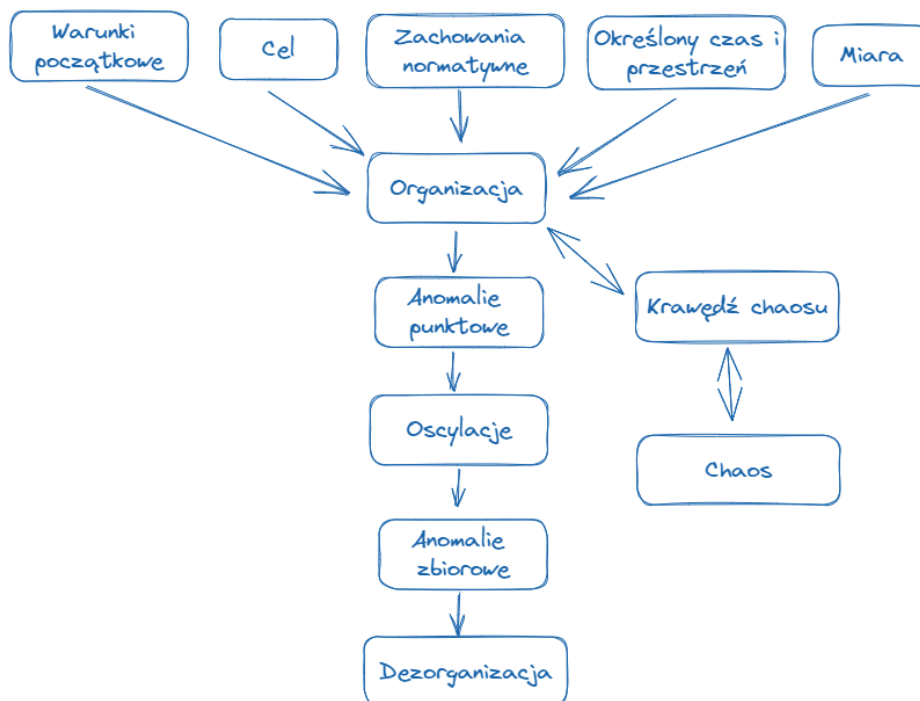 Warunki
początkowe
Cel
Zachowania
normatywne
Określony czas i
przestrzeń
Miara
Organizacja
Anomalie
punktowe
Krawędź chaosu
Oscylacje
Chaos
Anomalie
zbiorowe
Dezorganizacja